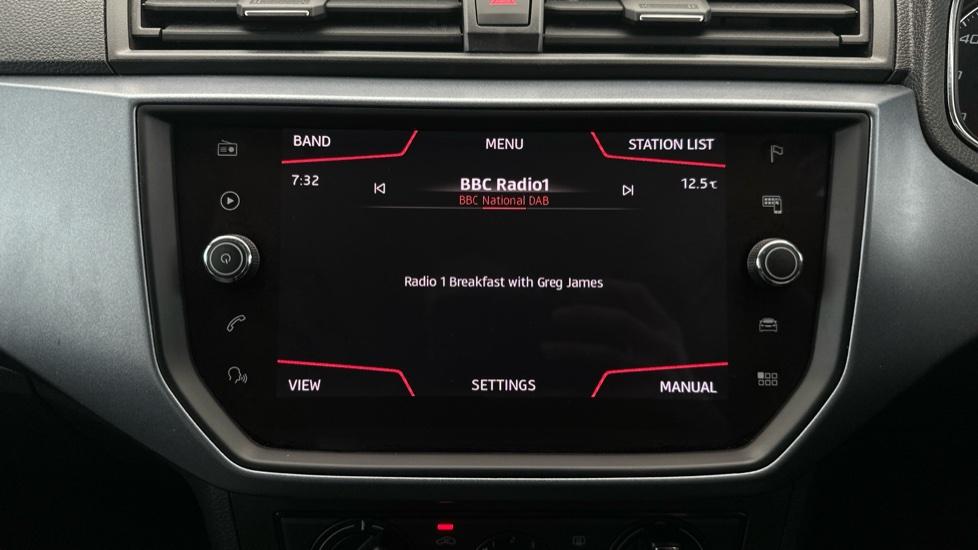 BAND MENU STATION LIST
7:32 BBC Radio1 12.5℃
BBC National DAB
Radio 1 Breakfast with Greg James
VIEW SETTINGS MANUAL
40